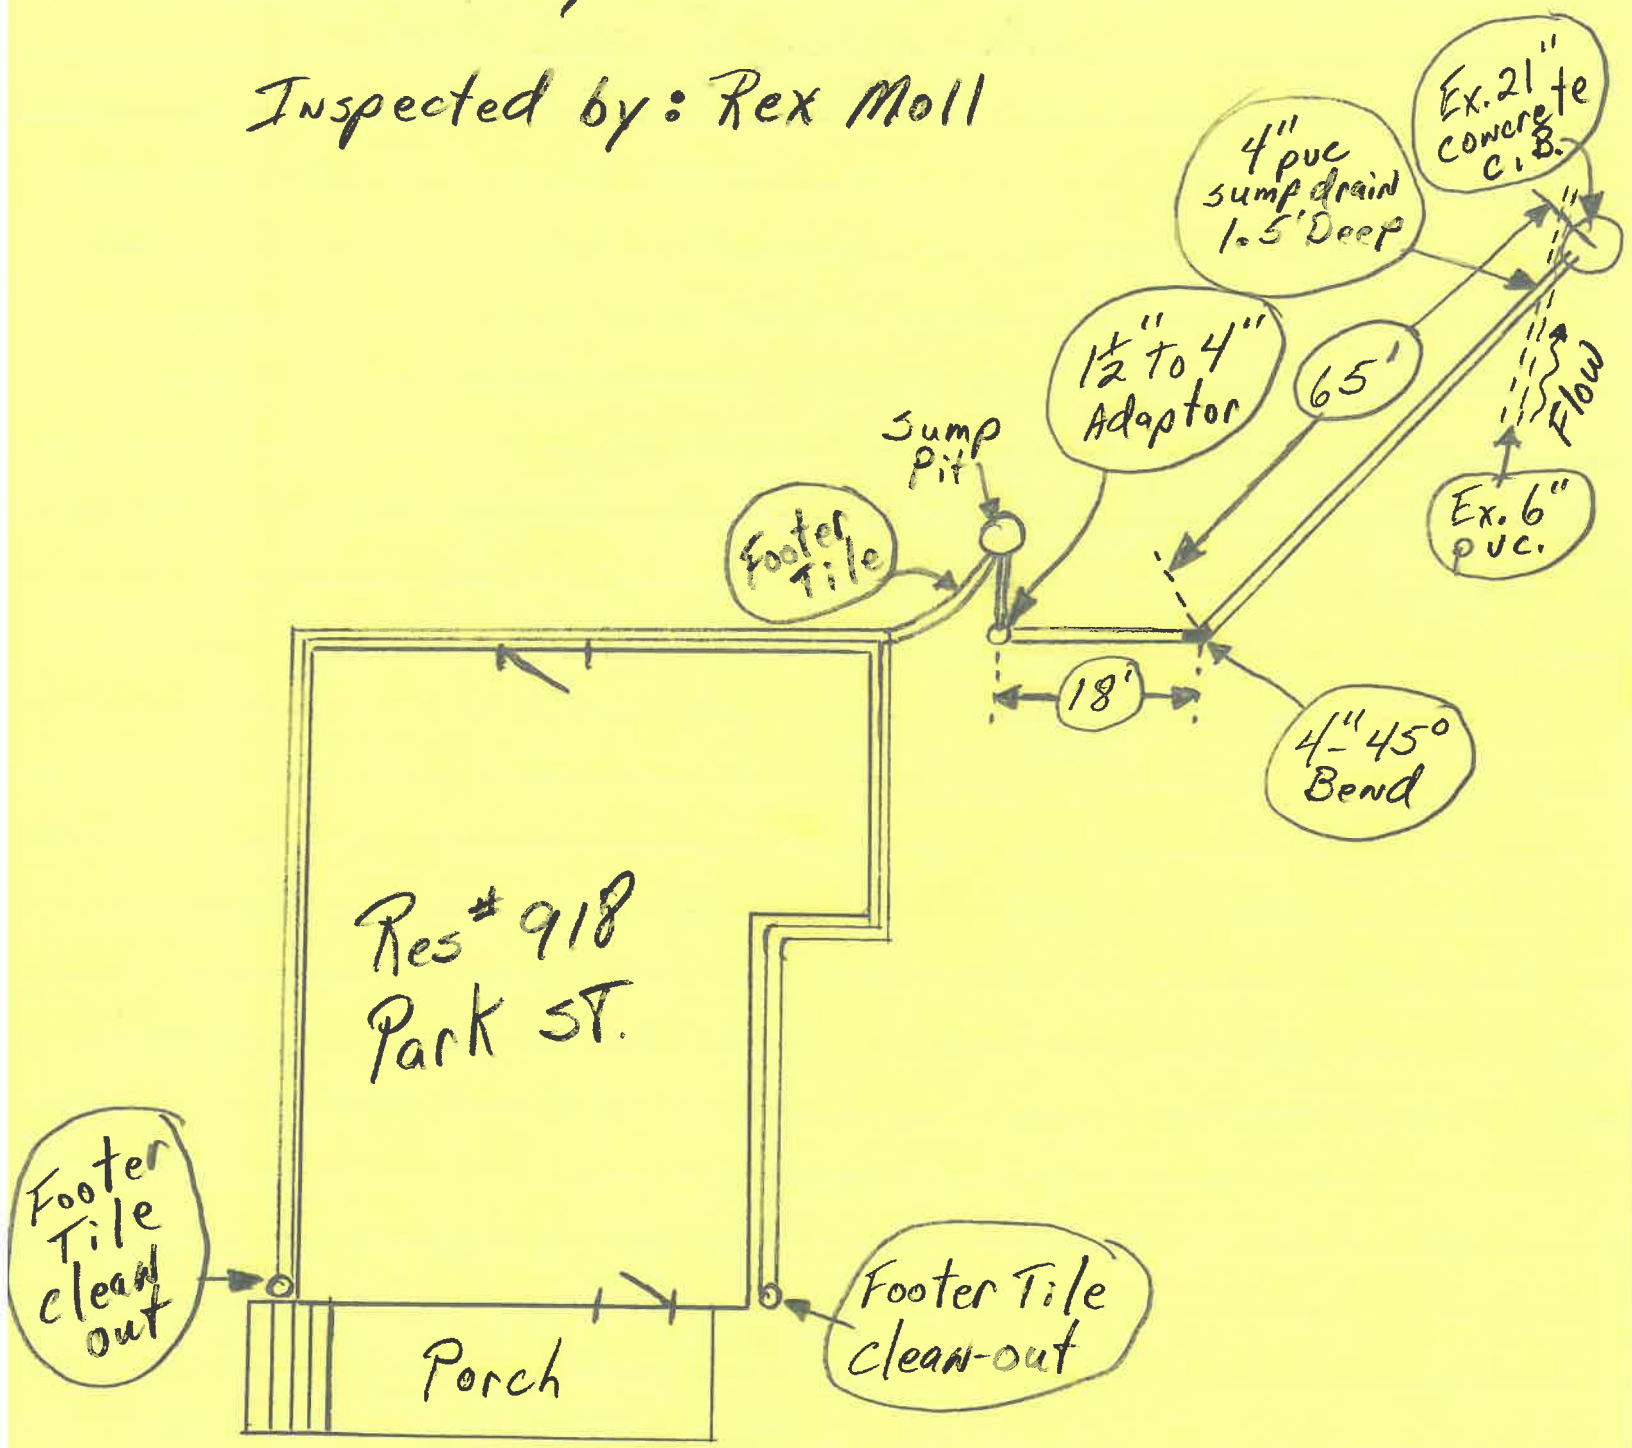 Inspected by: Rex Moll
Ex. 21"
concrete
C.B.
4"
pvc
sump drain
1.5' Deep
1½" To 4"
Adaptor
65'
Flow
Sump
Pit
Ex. 6"
pvc.
Footer
Tile
18'
4"-45°
Bend
Res # 918
Park ST.
Footer
Tile
clean
out
Footer Tile
clean-out
Porch